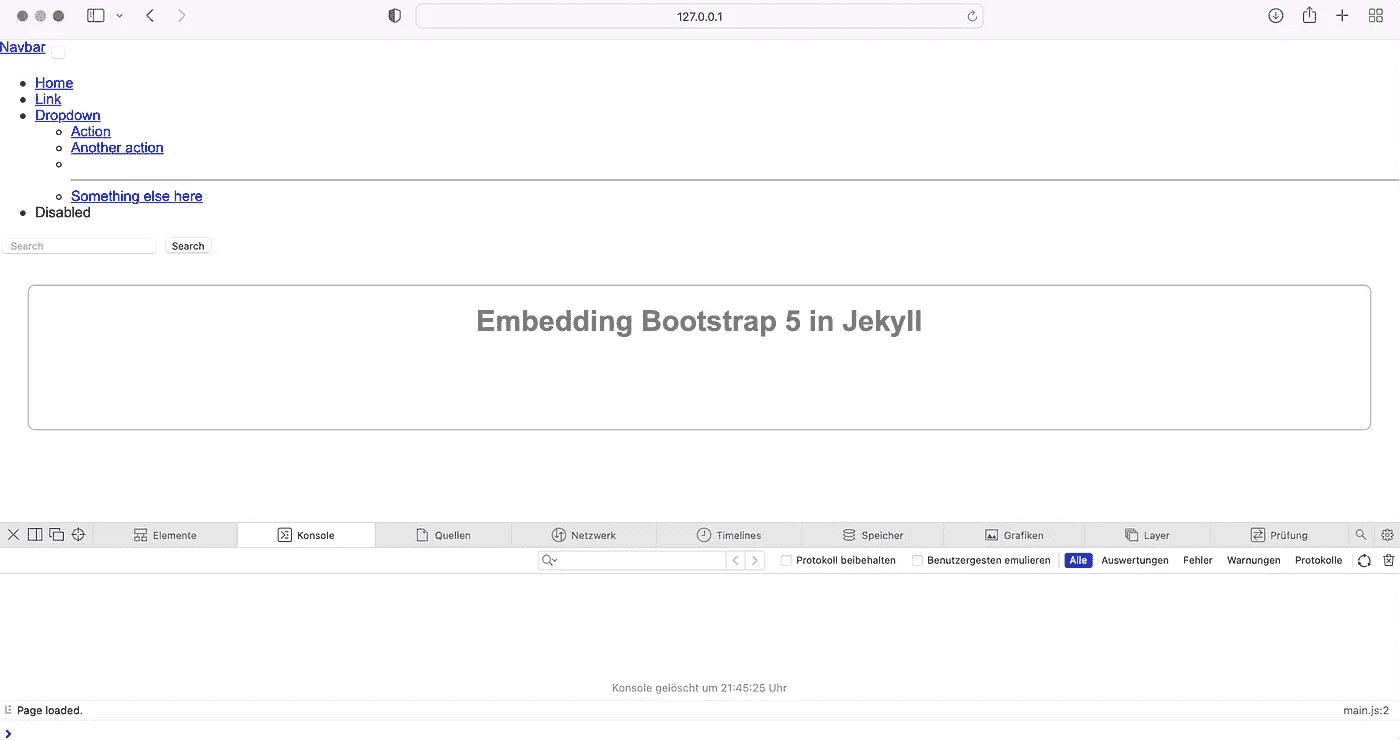 127.0.0.1
Navbar
Home
Link
Dropdown
Action
Another action
Something else here
Disabled
Search Search
Embedding Bootstrap 5 in Jekyll
Elemente Konsole Quellen Netzwerk Timelines Speicher Grafiken Layer Prüfung
Protokoll beibehalten Benutzergesten emulieren Alle Auswertungen Fehler Warnungen Protokolle
Konsole gelöscht um 21:45:25 Uhr
Page loaded. main.js:2